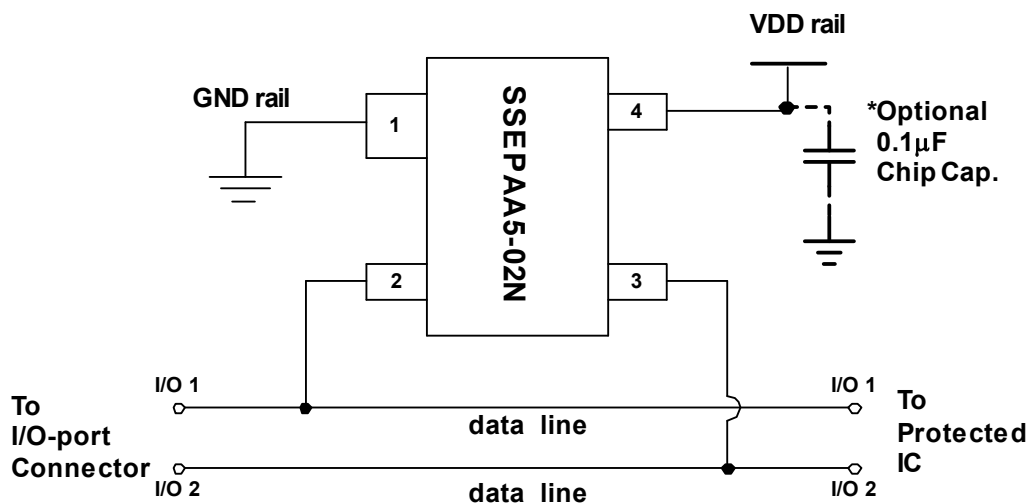 VDD rail
GND rail
1
4
*Optional
0.1μF
Chip Cap.
SSEPAA5-02N
2
3
I/O 1
I/O 1
To
I/O-port
Connector
data line
To
Protected
IC
I/O 2
data line
I/O 2